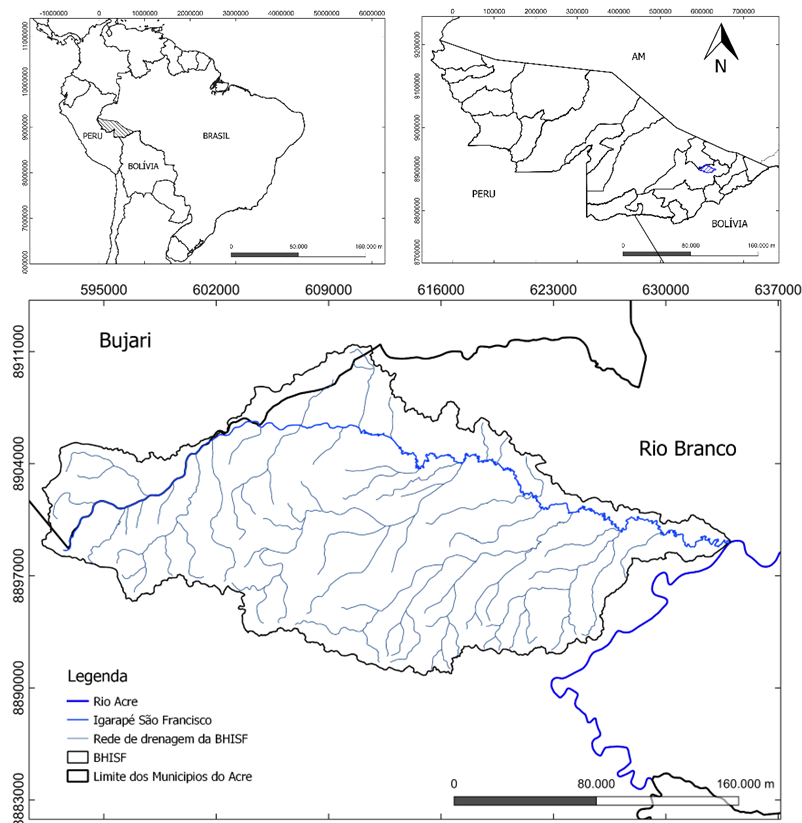 -1000000 0 1000000 2000000 3000000 4000000 5000000 6000000
11000000
10000000
9000000
8000000
7000000
6000000
PERU
BRASIL
BOLÍVIA
0 80.000 160.000 m
0 100000 200000 300000 400000 500000 600000 700000
9200000
9100000
9000000
8900000
8800000
8700000
AM
N
PERU
BOLÍVIA
0 80.000 160.000 m
595000 602000 609000 616000 623000 630000 637000
8911000
8904000
8897000
8890000
8883000
Bujari
Rio Branco
Legenda
Rio Acre
Igarapé São Francisco
Rede de drenagem da BHISF
BHISF
Limite dos Municipios do Acre
0 80.000 160.000 m